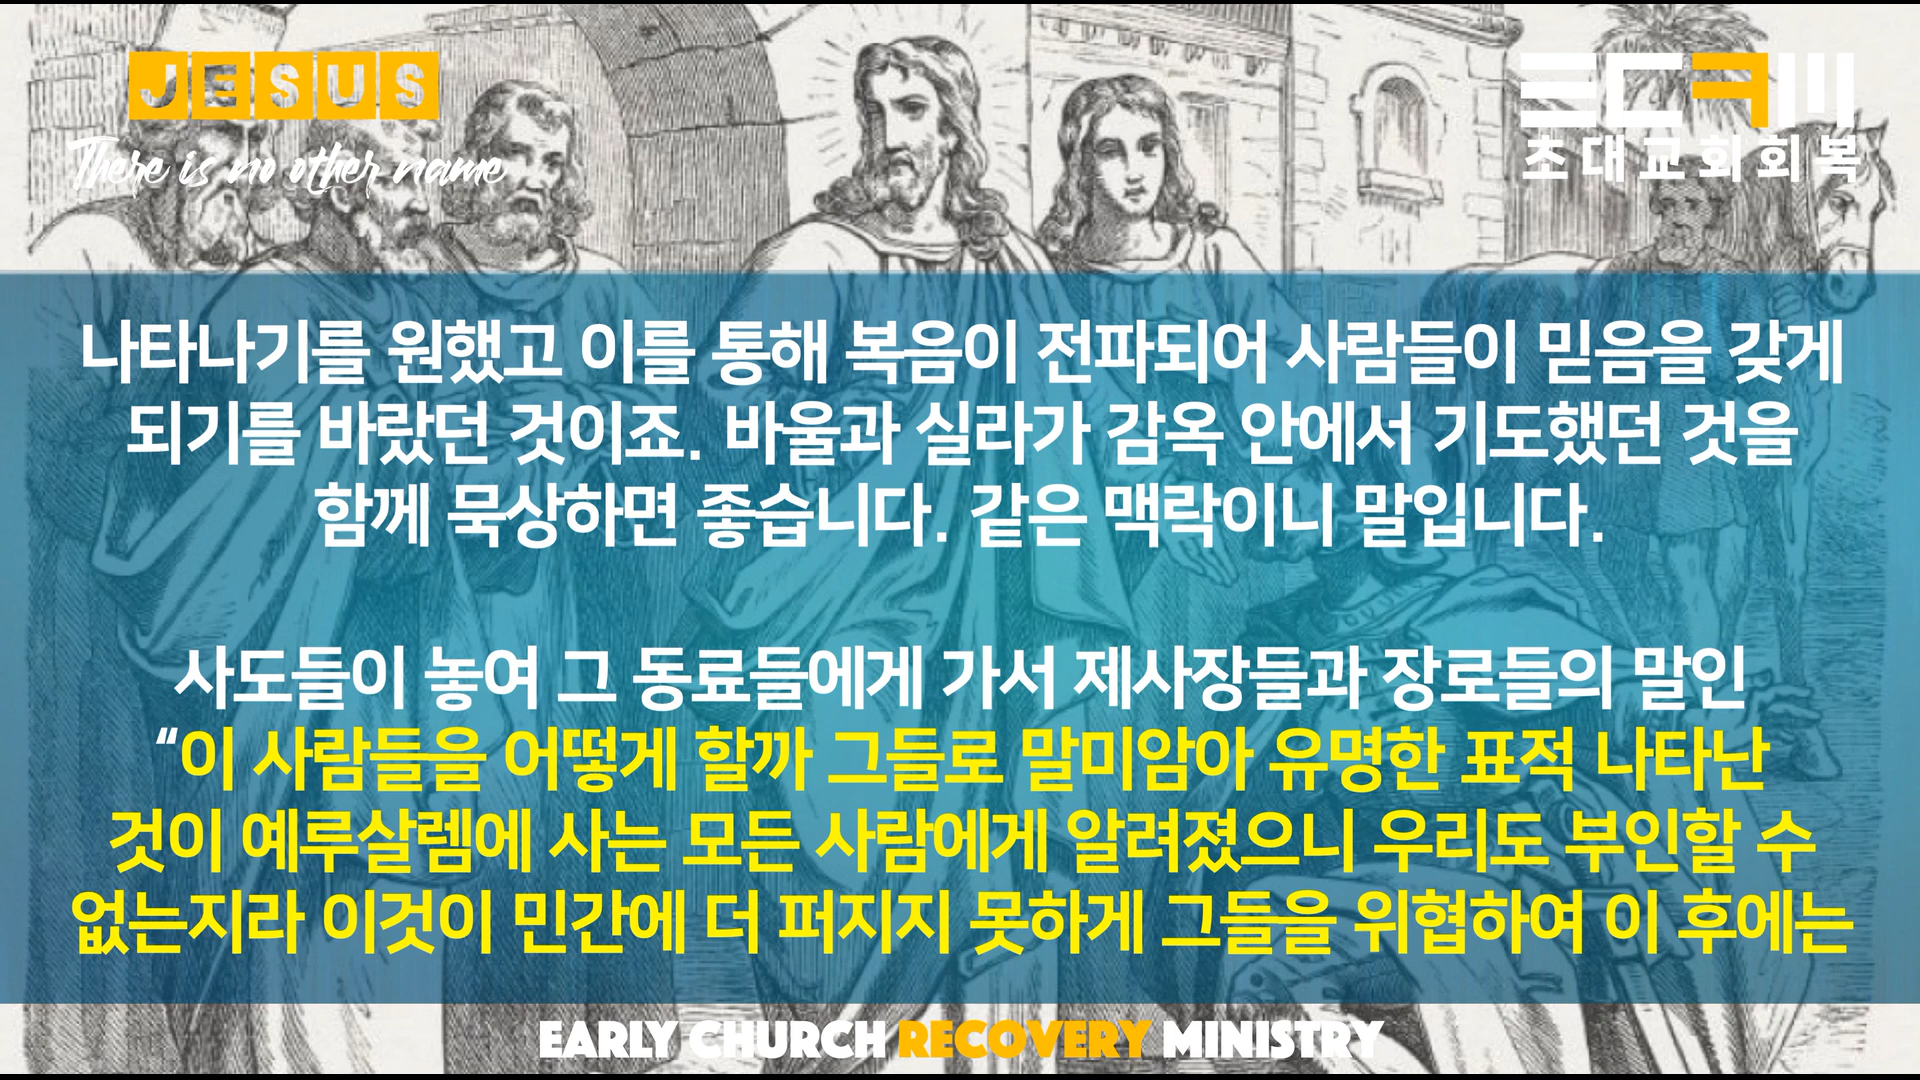 JESUS
There is no other name
초대교회회복
나타나기를 원했고 이를 통해 복음이 전파되어 사람들이 믿음을 갖게
되기를 바랐던 것이죠. 바울과 실라가 감옥 안에서 기도했던 것을
함께 묵상하면 좋습니다. 같은 맥락이니 말입니다.
사도들이 놓여 그 동료들에게 가서 제사장들과 장로들의 말인
“이 사람들을 어떻게 할까 그들로 말미암아 유명한 표적 나타난
것이 예루살렘에 사는 모든 사람에게 알려졌으니 우리도 부인할 수
없는지라 이것이 민간에 더 퍼지지 못하게 그들을 위협하여 이 후에는
EARLY CHURCH RECOVERY MINISTRY